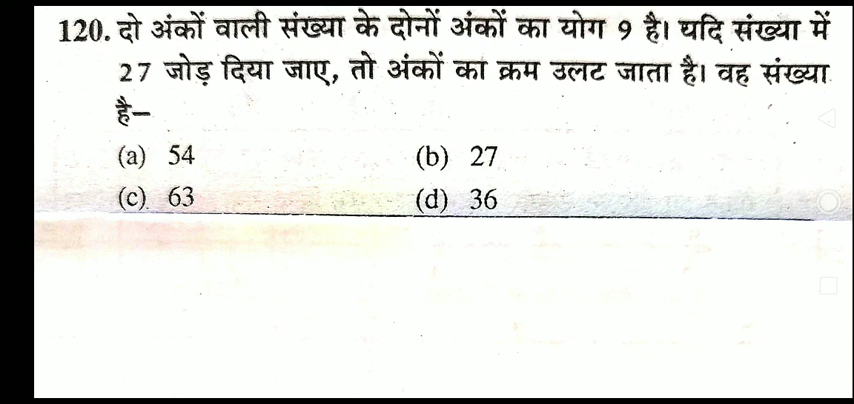 120. दो अंकों वाली संख्या के दोनों अंकों का योग 9 है। यदि संख्या में
27 जोड़ दिया जाए, तो अंकों का क्रम उलट जाता है। वह संख्या
है–
(a) 54 (b) 27
(c) 63 (d) 36